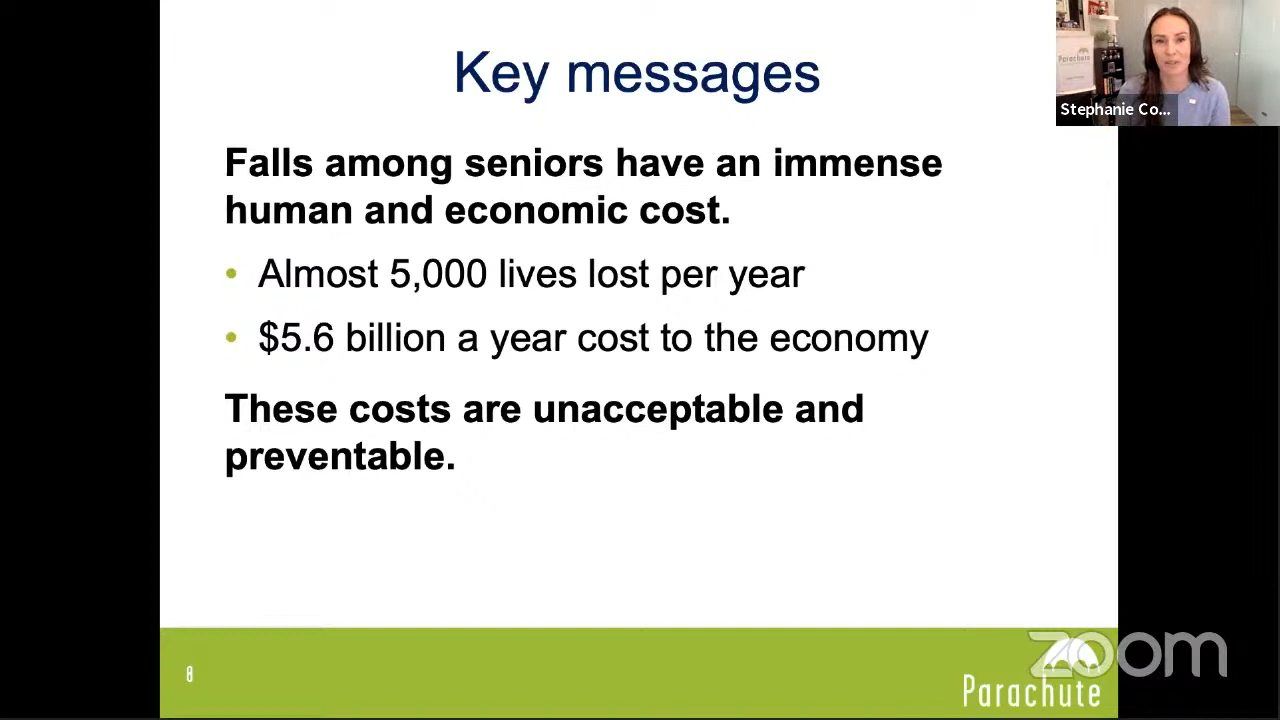 Key messages
Parachute
Stephanie Co...
Falls among seniors have an immense
human and economic cost.
• Almost 5,000 lives lost per year
• $5.6 billion a year cost to the economy
These costs are unacceptable and
preventable.
8
zoom
Parachute